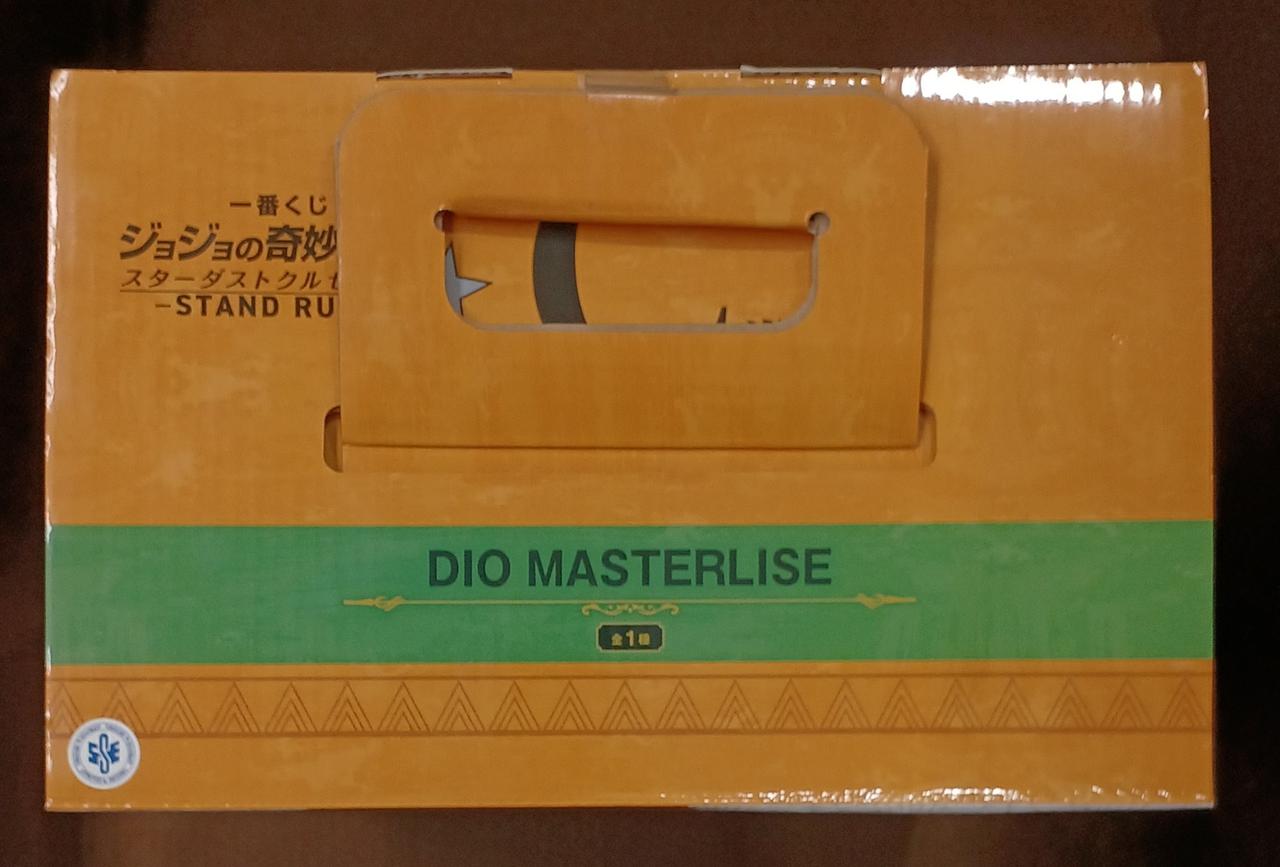 一番くじ
ジョジョの奇妙
スターダストクルセ
-STAND RU
DIO MASTERLISE
全1種